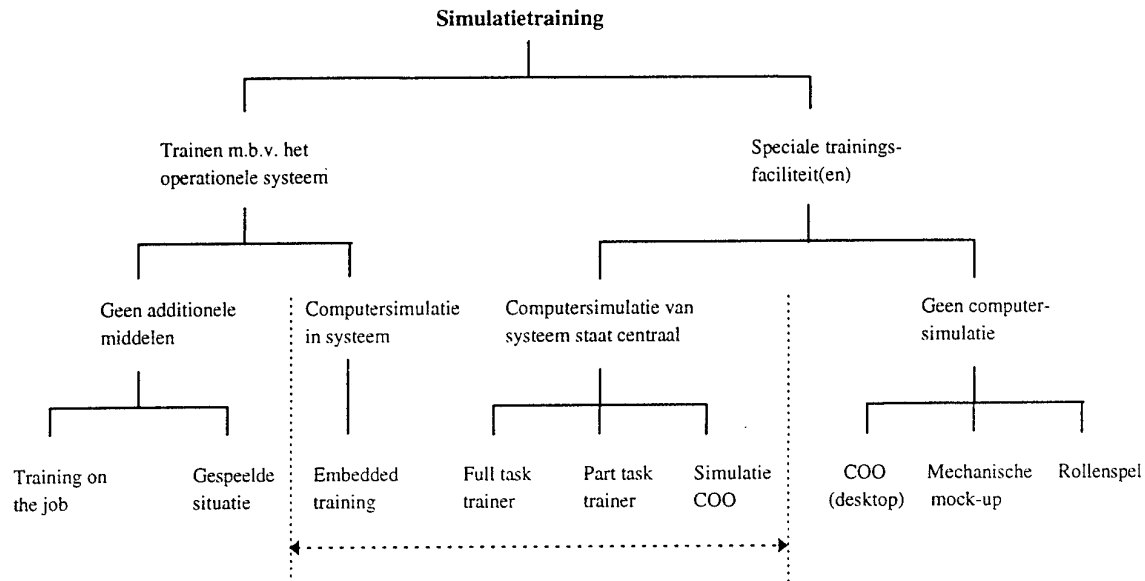 Simulatietraining
Trainen m.b.v. het
operationele systeem
Speciale trainings-
faciliteit(en)
Geen additionele
middelen
Computersimulatie
in systeem
Computersimulatie van
systeem staat centraal
Geen computer-
simulatie
Training on
the job
Gespeelde
situatie
Embedded
training
Full task
trainer
Part task
trainer
Simulatie
COO
COO
(desktop)
Mechanische
mock-up
Rollenspel